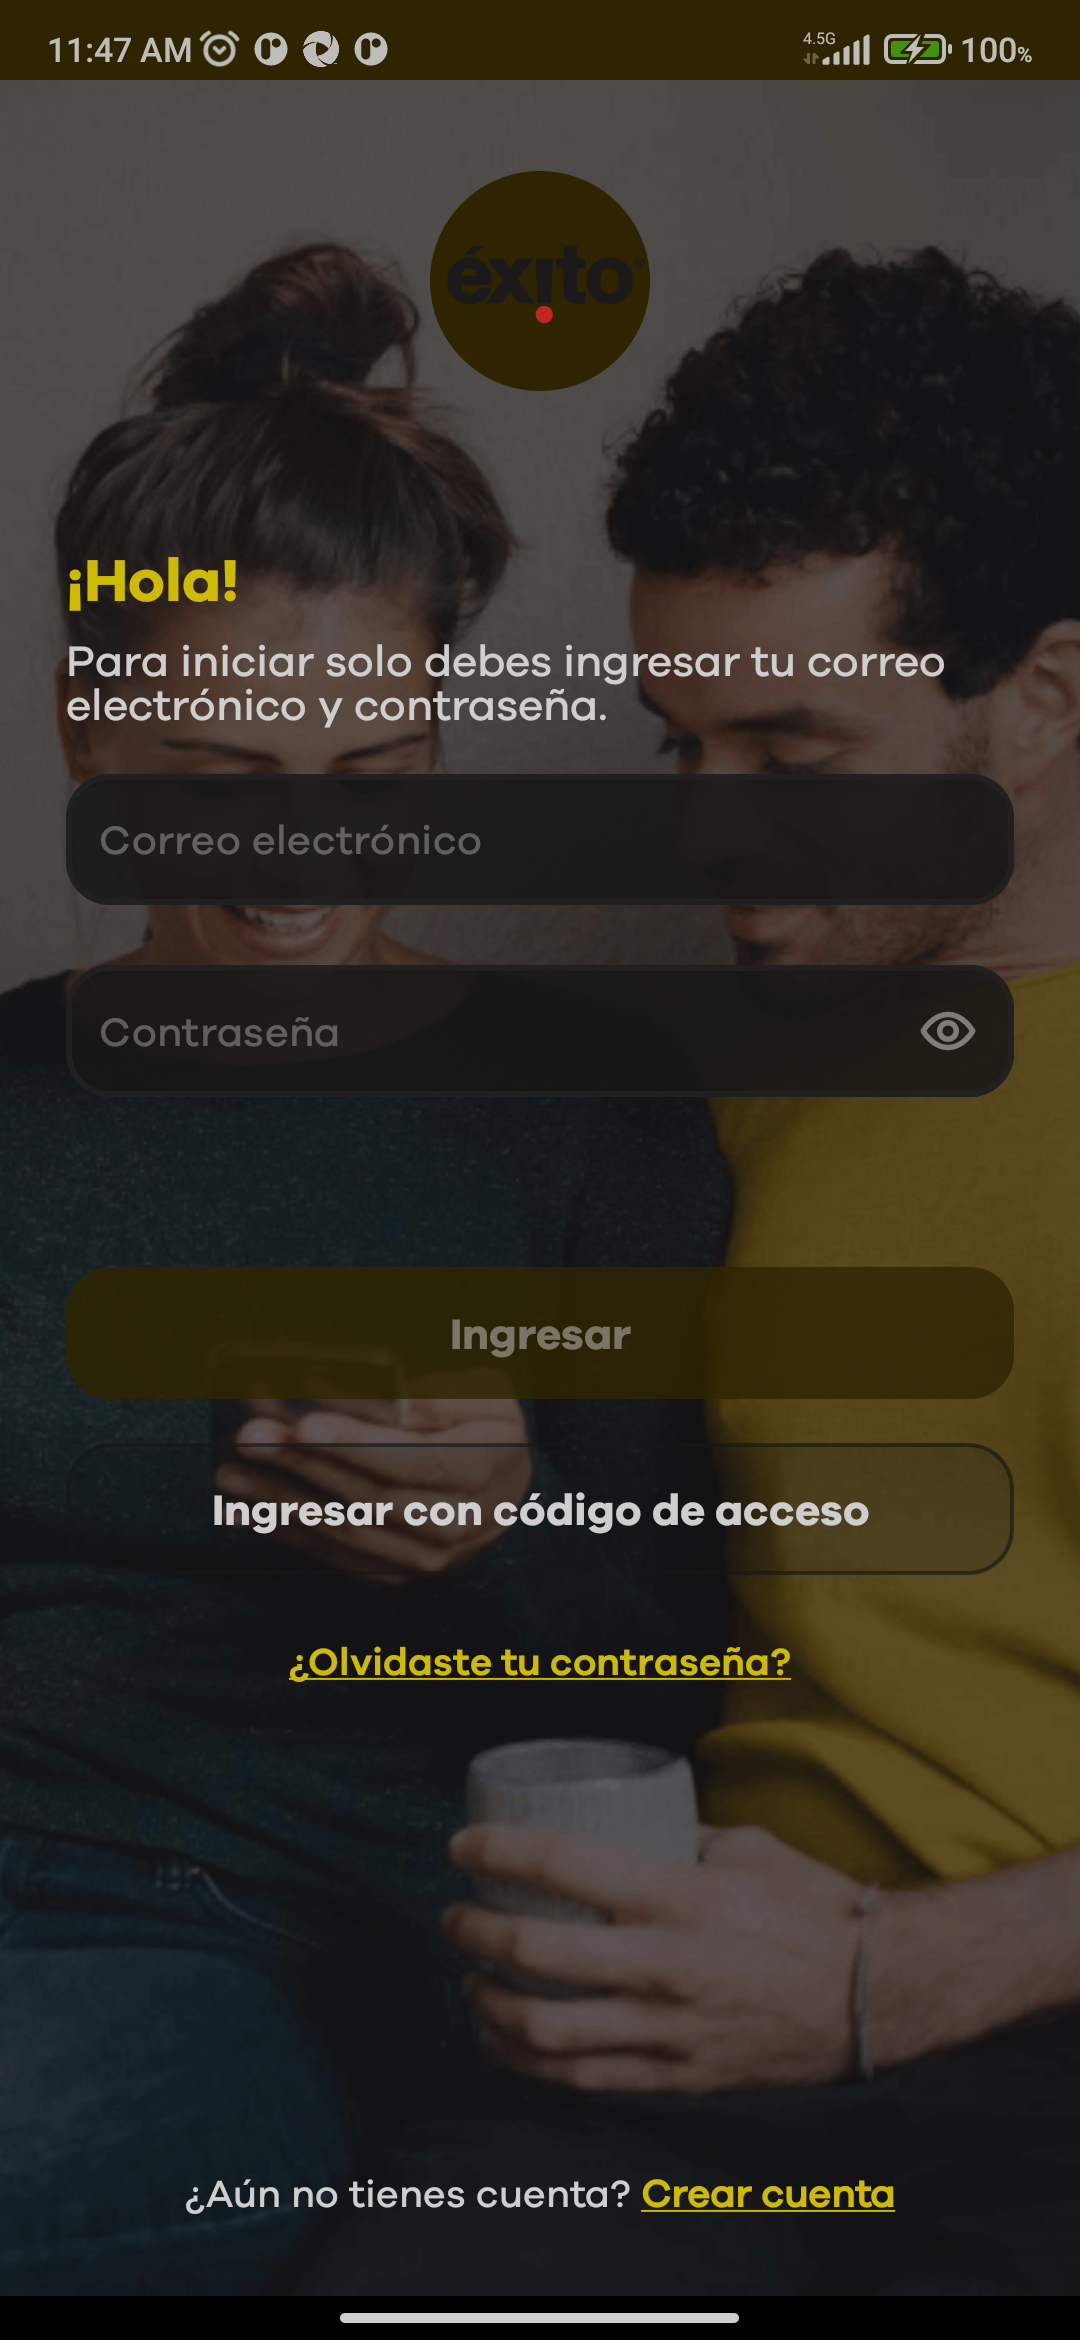 11:47 AM 4.5G 100%
éxito®
¡Hola!
Para iniciar solo debes ingresar tu correo
electrónico y contraseña.
Correo electrónico
Contraseña
Ingresar
Ingresar con código de acceso
¿Olvidaste tu contraseña?
¿Aún no tienes cuenta? Crear cuenta